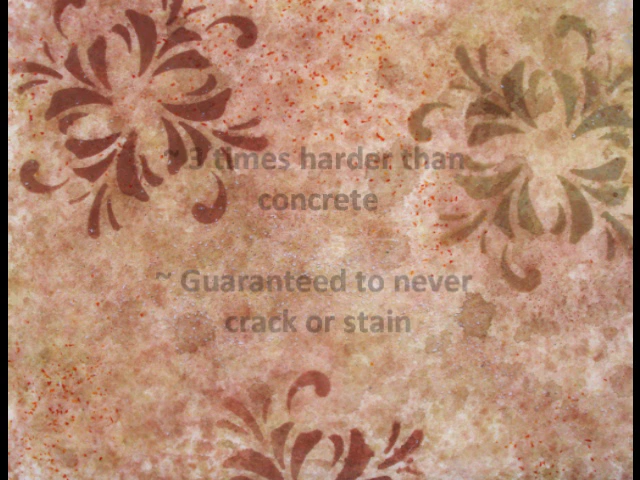 ~ 3 times harder than
concrete
~ Guaranteed to never
crack or stain